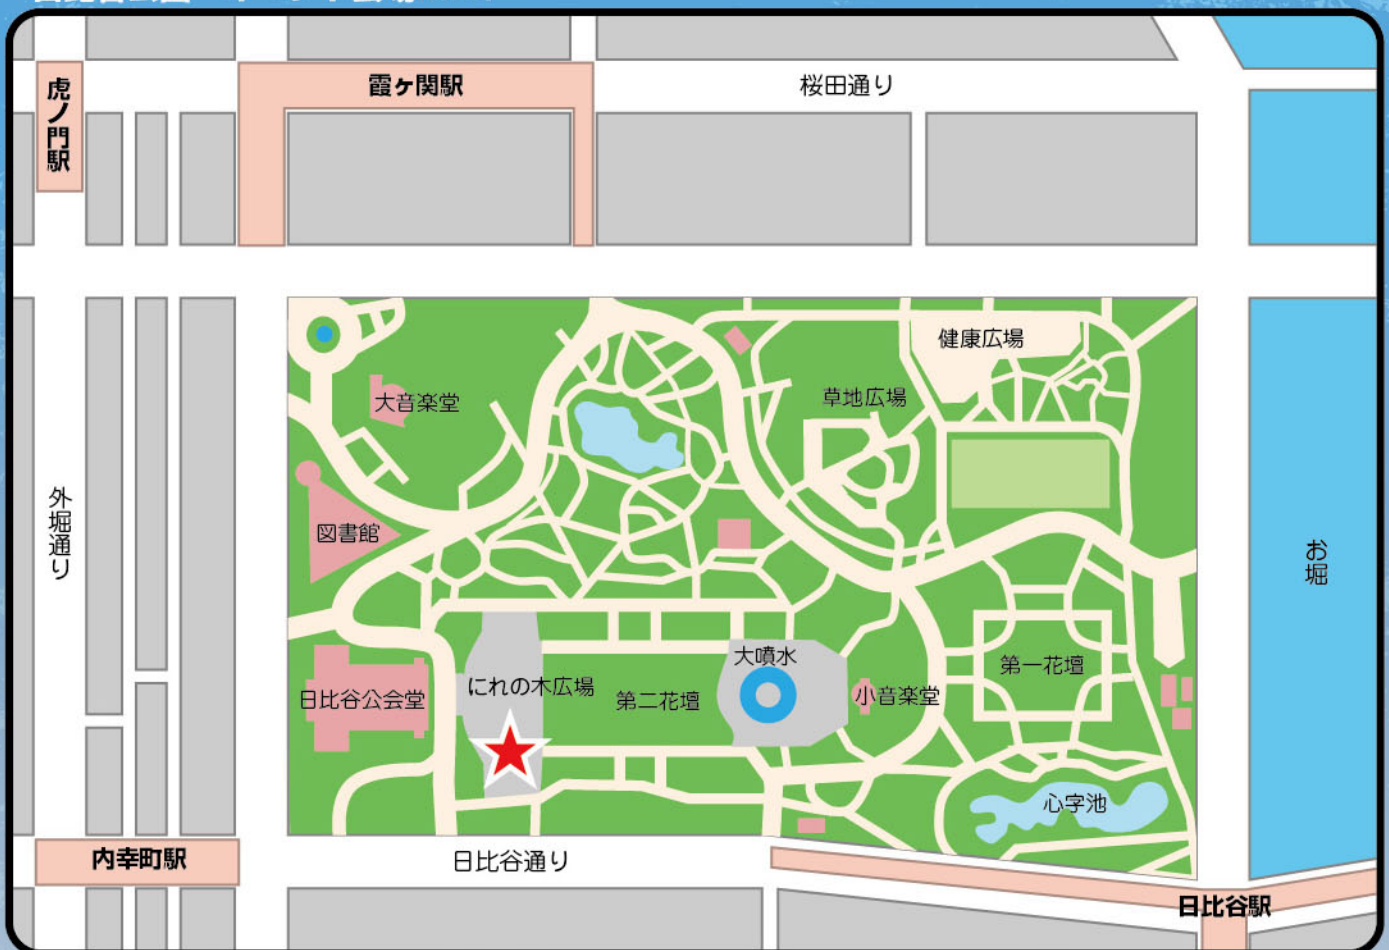 霞ヶ関駅
桜田通り
虎ノ門駅
健康広場
草地広場
大音楽堂
外堀通り
図書館
お堀
大噴水
第一花壇
にれの木広場
第二花壇
小音楽堂
日比谷公会堂
心字池
内幸町駅
日比谷通り
日比谷駅